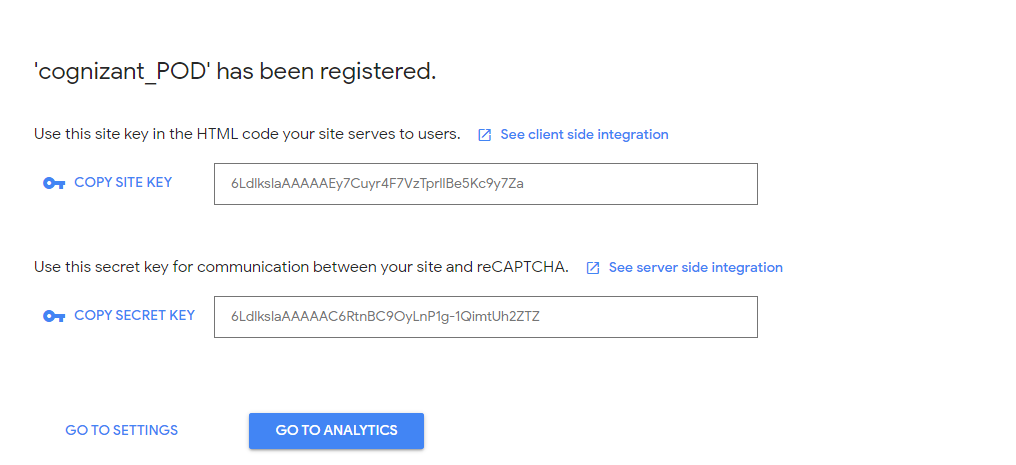 'cognizant_POD' has been registered.
Use this site key in the HTML code your site serves to users. See client side integration
COPY SITE KEY 6LdIksIaAAAAAEy7Cuyr4F7VzTprIIBe5Kc9y7Za
Use this secret key for communication between your site and reCAPTCHA. See server side integration
COPY SECRET KEY 6LdIksIaAAAAAC6RtnBC9OyLnP1g-1QimtUh2ZTZ
GO TO SETTINGS GO TO ANALYTICS